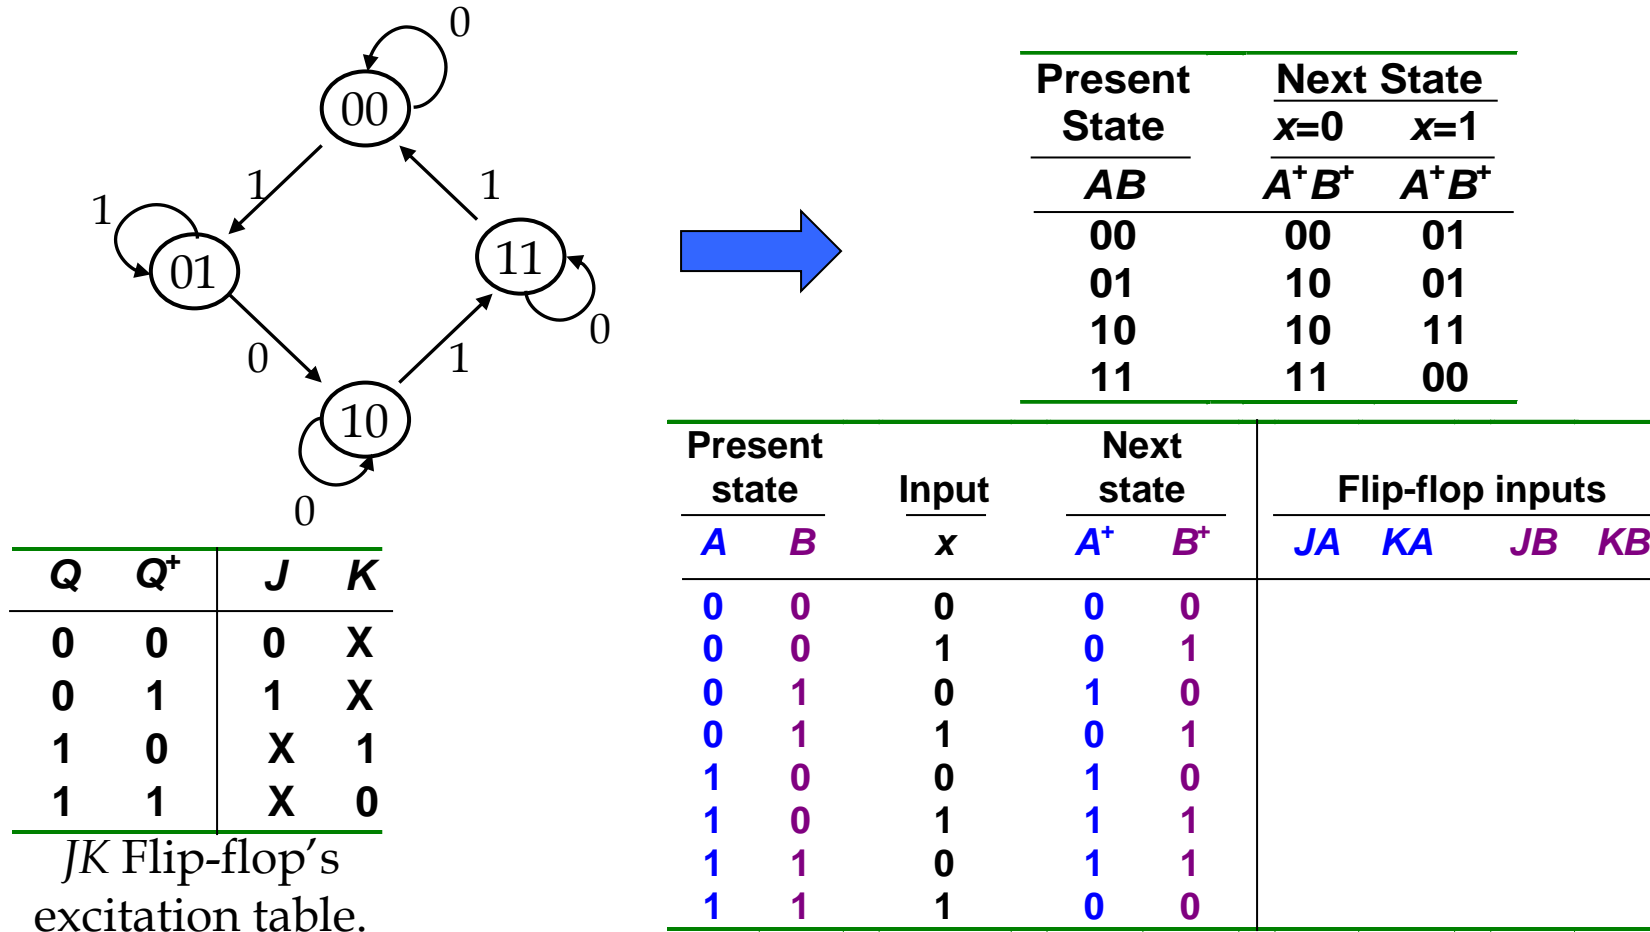 0
00
1
1
1
01
11
0
0
1
10
0
Present Next State
State x=0 x=1
AB A⁺B⁺ A⁺B⁺
00 00 01
01 10 01
10 10 11
11 11 00
Q Q⁺ J K
0 0 0 X
0 1 1 X
1 0 X 1
1 1 X 0
JK Flip-flop’s
excitation table.
Present Next
state Input state Flip-flop inputs
A B x A⁺ B⁺ JA KA JB KB
0 0 0 0 0
0 0 1 0 1
0 1 0 1 0
0 1 1 0 1
1 0 0 1 0
1 0 1 1 1
1 1 0 1 1
1 1 1 0 0